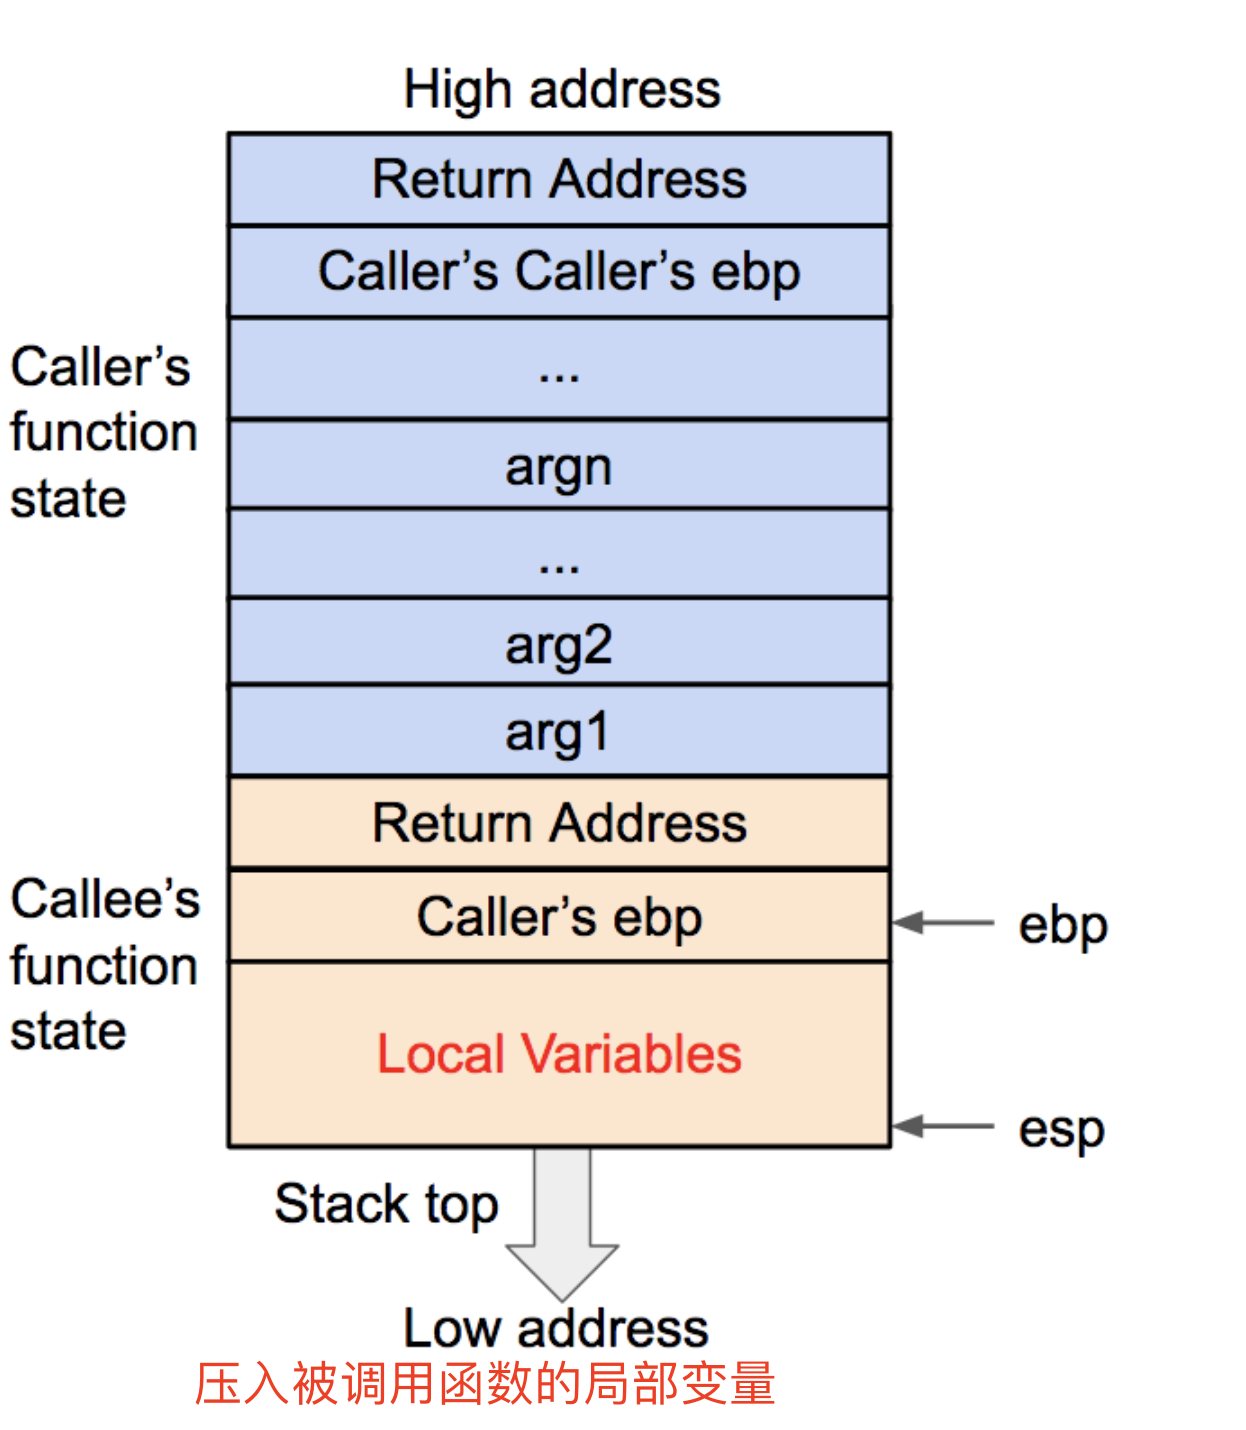 High address
Return Address
Caller’s Caller’s ebp
...
Caller’s
function
state
argn
...
arg2
arg1
Return Address
Callee’s
function
state
Caller’s ebp
ebp
Local Variables
esp
Stack top
Low address
压入被调用函数的局部变量